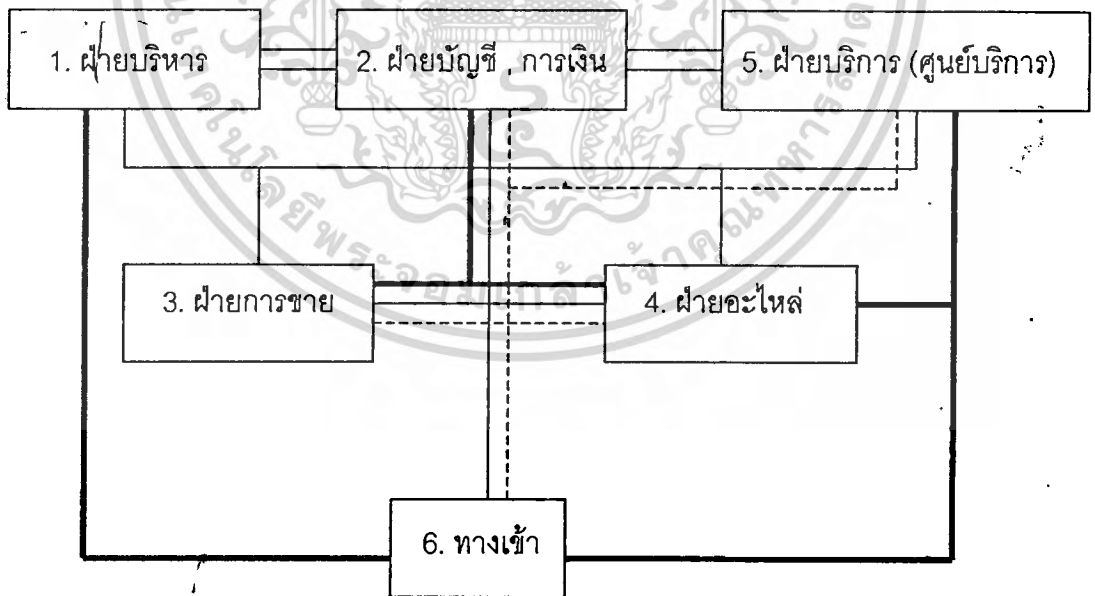 1. ฝ่ายบริหาร
2. ฝ่ายบัญชี , การเงิน
5. ฝ่ายบริการ (ศูนย์บริการ)
3. ฝ่ายการขาย
4. ฝ่ายอะไหล่
6. ทางเข้า